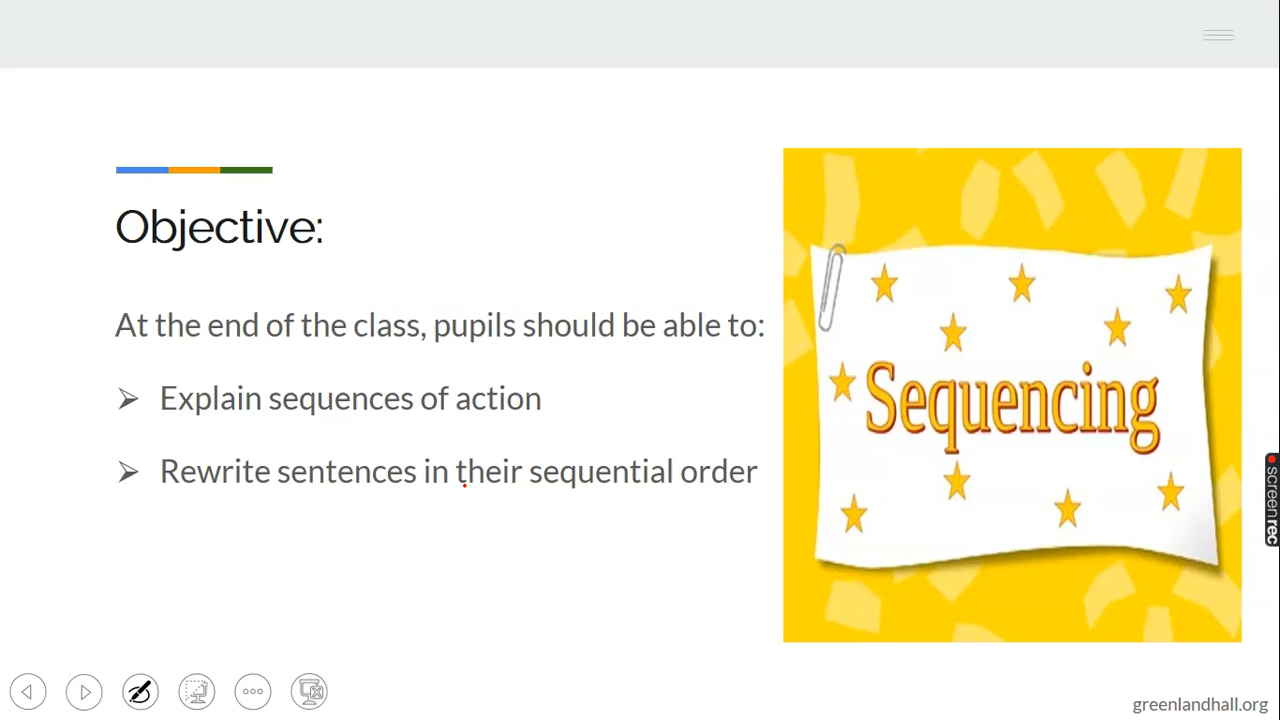 Objective:
At the end of the class, pupils should be able to:
➢ Explain sequences of action
➢ Rewrite sentences in their sequential order
Sequencing
screenrec
greenlandhall.org